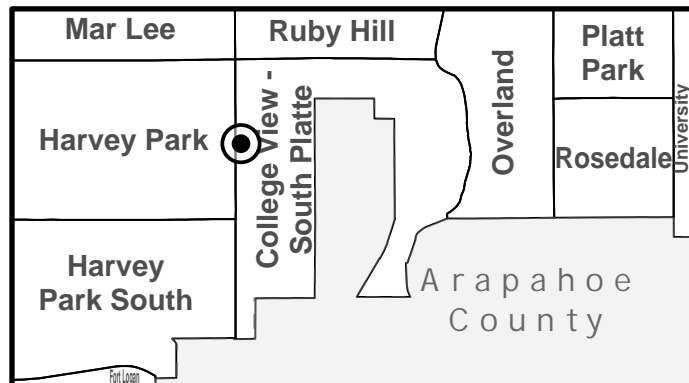 Mar Lee
Ruby Hill
Platt
Park
Harvey Park
College View -
South Platte
Overland
University
Rosedale
Harvey
Park South
Arapahoe
County
Fort Logan